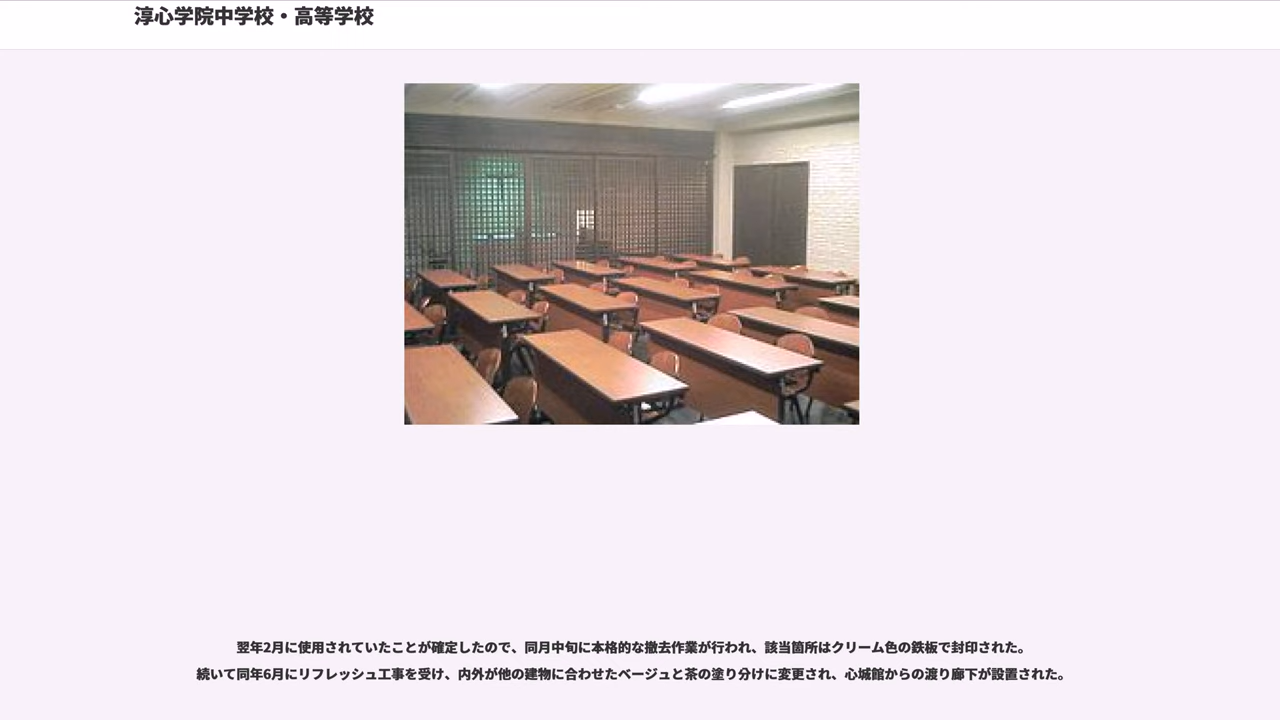 淳心学院中学校・高等学校
翌年2月に使用されていたことが確定したので、同月中旬に本格的な撤去作業が行われ、該当箇所はクリーム色の鉄板で封印された。
続いて同年6月にリフレッシュ工事を受け、内外が他の建物に合わせたベージュと茶の塗り分けに変更され、心城館からの渡り廊下が設置された。